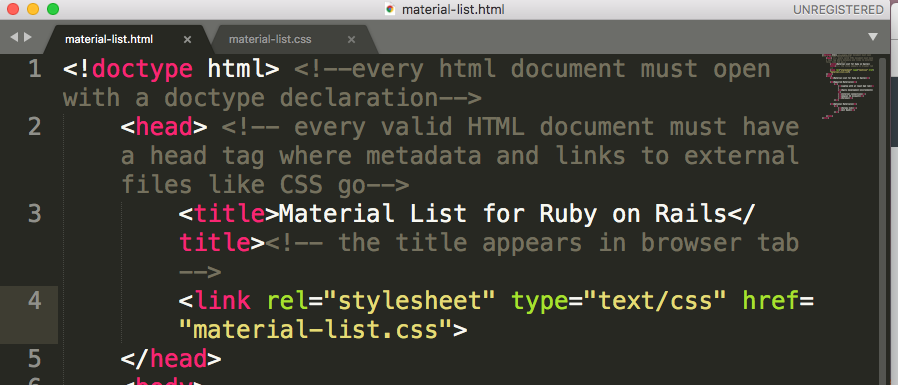 material-list.html
UNREGISTERED
material-list.html × material-list.css ×
1 <!doctype html> <!--every html document must open
with a doctype declaration-->
2 <head> <!-- every valid HTML document must have
a head tag where metadata and links to external
files like CSS go-->
3 <title>Material List for Ruby on Rails</
title><!-- the title appears in browser tab
-->
4 <link rel="stylesheet" type="text/css" href=
"material-list.css">
5 </head>
6 <body>